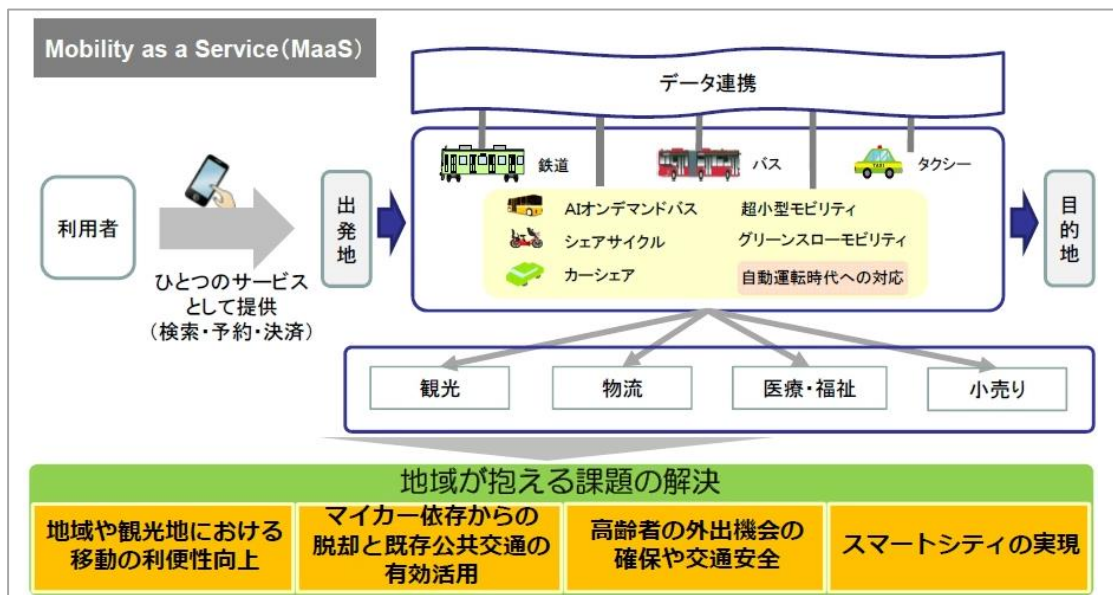 Mobility as a Service(MaaS)
データ連携
鉄道
バス
タクシー
TAXI
利用者
ひとつのサービス
として提供
（検索・予約・決済）
出発地
AIオンデマンドバス
超小型モビリティ
シェアサイクル
グリーンスローモビリティ
カーシェア
自動運転時代への対応
目的地
観光
物流
医療・福祉
小売り
地域が抱える課題の解決
地域や観光地における
移動の利便性向上
マイカー依存からの
脱却と既存公共交通の
有効活用
高齢者の外出機会の
確保や交通安全
スマートシティの実現